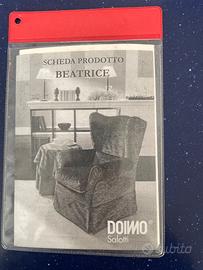 SCHEDA PRODOTTO
BEATRICE
DOIMO®
Salotti
subito